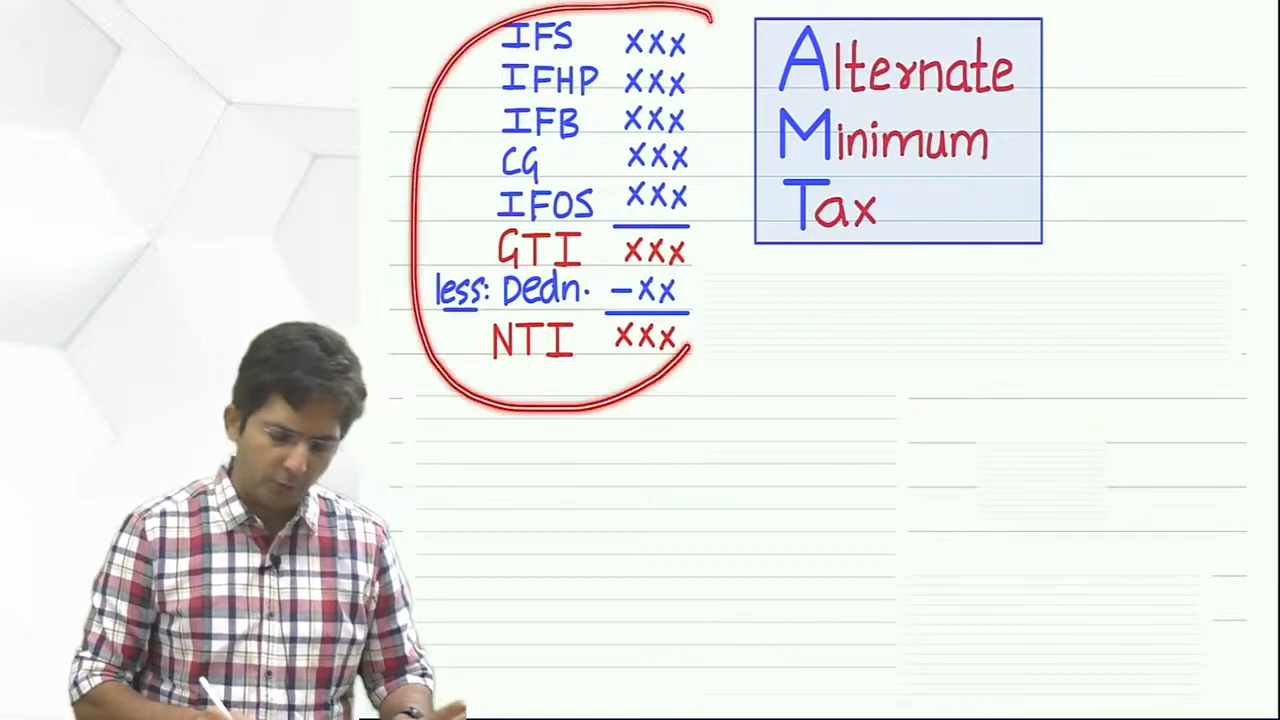 IFS xxx
IFHP xxx
IFB xxx
CG xxx
IFOS xxx
GTI xxx
less: Dedn. -xx
NTI xxx
Alternate
Minimum
Tax